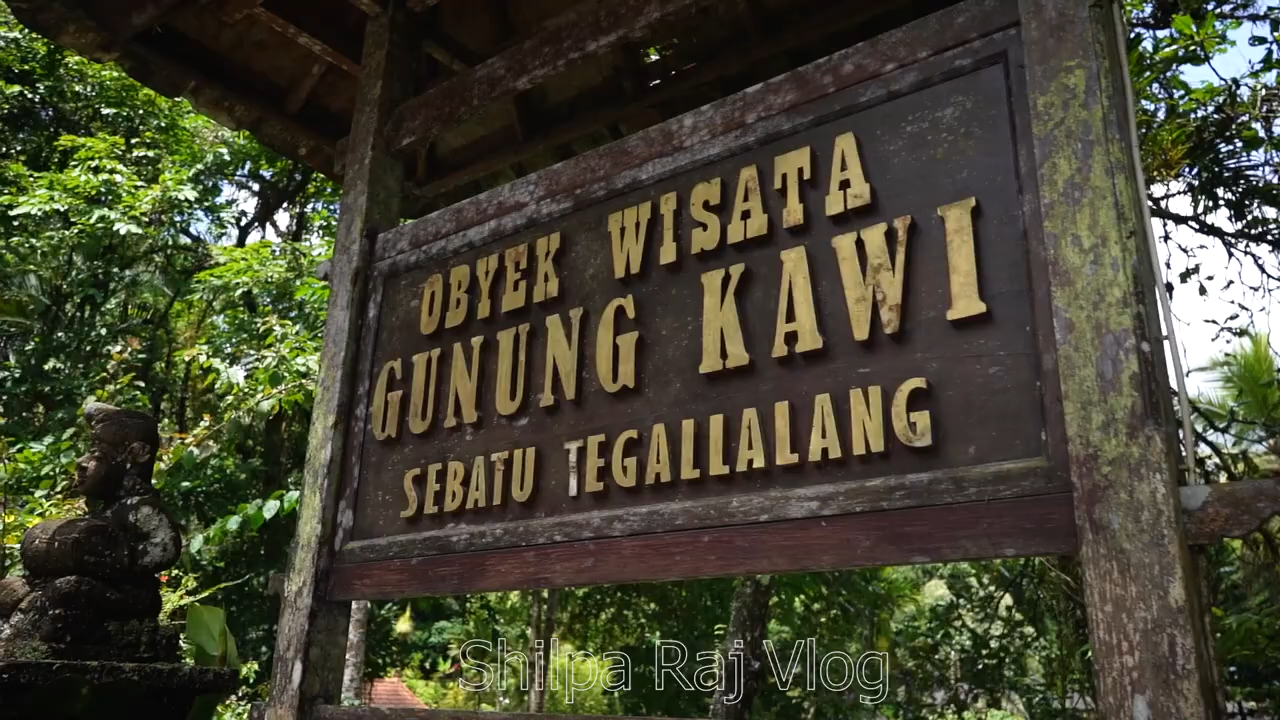 OBYEK WISATA
GUNUNG KAWI
SEBATU TEGALLALANG
Shilpa Raj Vlog